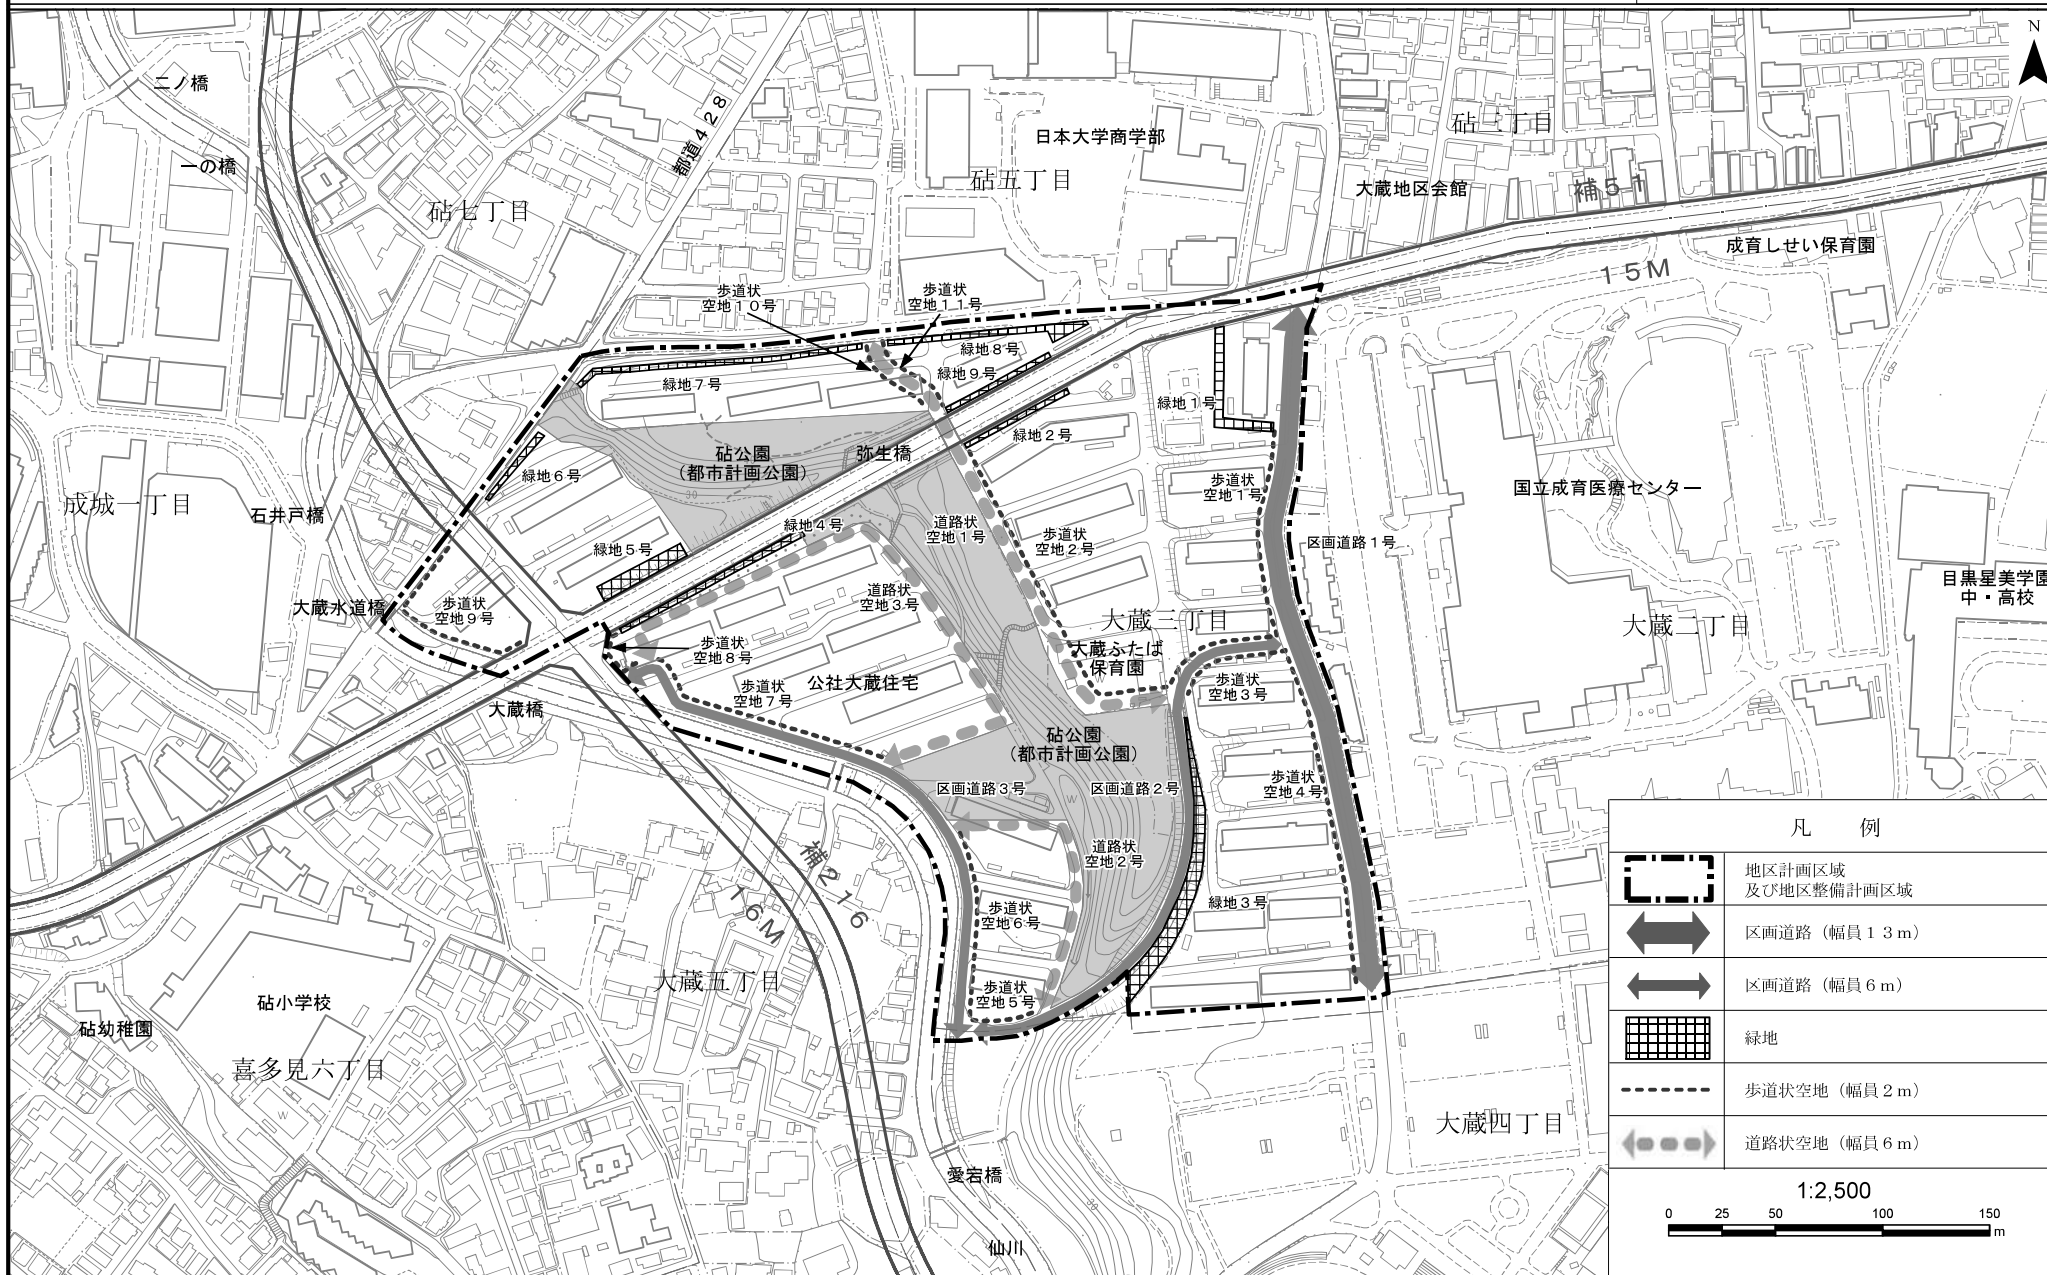 N
二ノ橋
一の橋
都道428
砧七丁目
日本大学商学部
砧五丁目
砧三丁目
大蔵地区会館
補51
成育しせい保育園
15M
歩道状
空地10号
歩道状
空地11号
緑地8号
緑地9号
緑地7号
緑地1号
緑地2号
砧公園
(都市計画公園)
弥生橋
緑地6号
30
成城一丁目
石井戸橋
歩道状
空地1号
国立成育医療センター
緑地4号
道路状
空地1号
歩道状
空地2号
区画道路1号
緑地5号
目黒星美学園
中・高校
大蔵水道橋
歩道状
空地9号
道路状
空地3号
大蔵三丁目
大蔵二丁目
歩道状
空地8号
大蔵ふたば
保育園
W
歩道状
空地7号
公社大蔵住宅
歩道状
空地3号
大蔵橋
砧公園
(都市計画公園)
30
区画道路3号
区画道路2号
歩道状
空地4号
W
補216
16M
道路状
空地2号
歩道状
空地6号
緑地3号
大蔵五丁目
歩道状
空地5号
砧小学校
砧幼稚園
喜多見六丁目
W
大蔵四丁目
愛宕橋
仙川
凡 例
地区計画区域
及び地区整備計画区域
区画道路(幅員13m)
区画道路(幅員6m)
緑地
歩道状空地(幅員2m)
道路状空地(幅員6m)
1:2,500
0 25 50 100 150
m